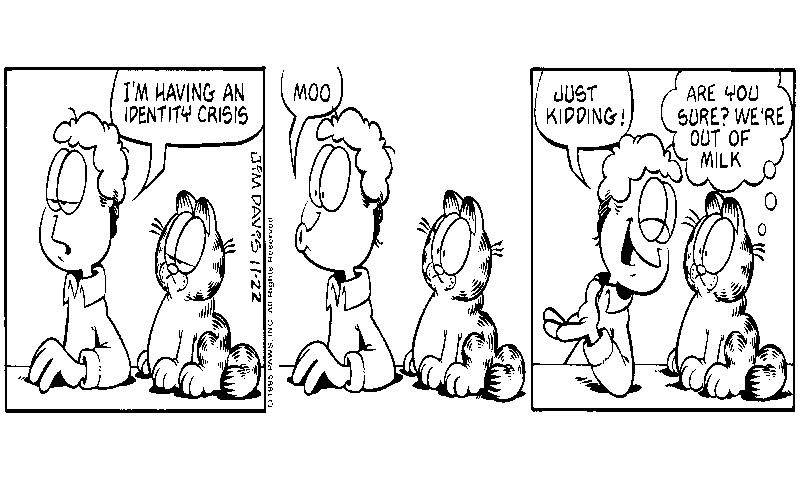 I'M HAVING AN
IDENTITY CRISIS
JIM DAVIS 11-22
© 1995 PAWS, INC. All Rights Reserved
MOO
JUST
KIDDING!
ARE YOU
SURE? WE'RE
OUT OF
MILK